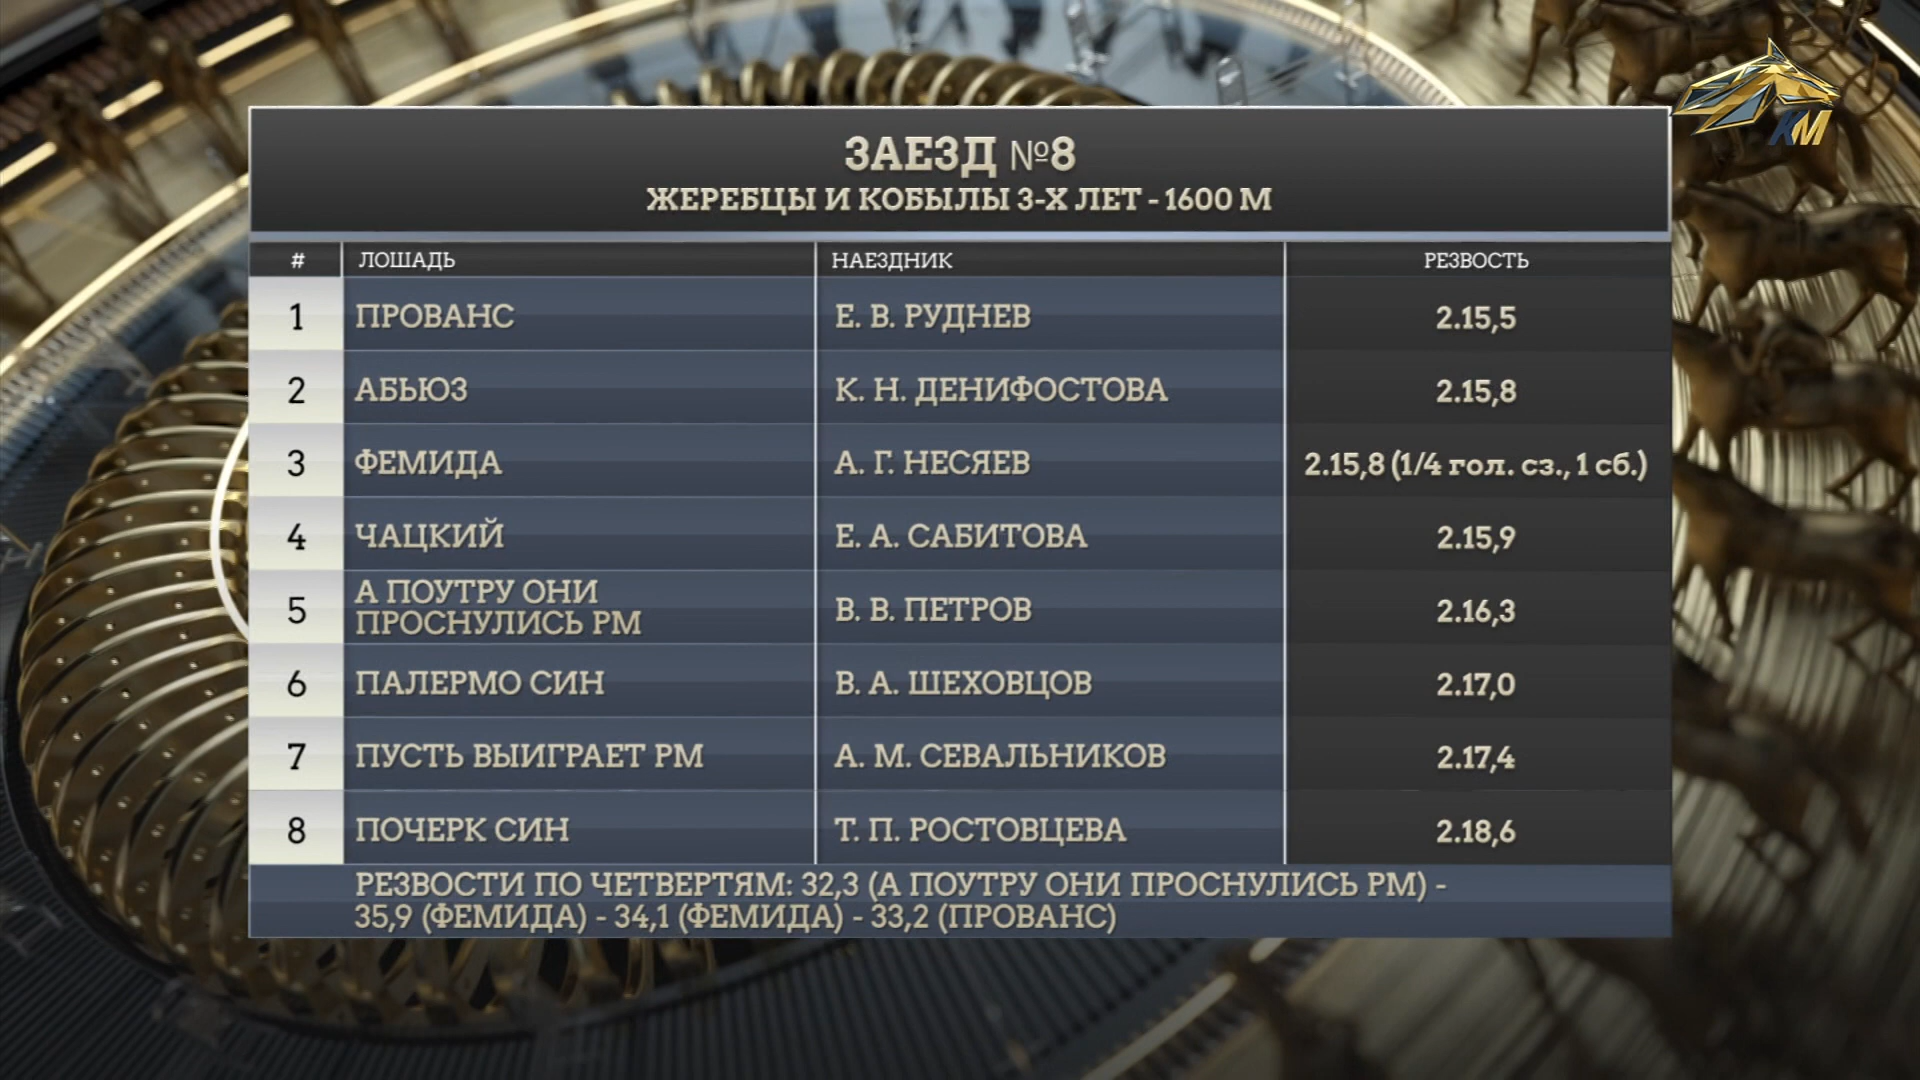 КМ
ЗАЕЗД №8
ЖЕРЕБЦЫ И КОБЫЛЫ 3-Х ЛЕТ - 1600 М
# ЛОШАДЬ НАЕЗДНИК РЕЗВОСТЬ
1 ПРОВАНС Е. В. РУДНЕВ 2.15,5
2 АБЬЮЗ К. Н. ДЕНИФОСТОВА 2.15,8
3 ФЕМИДА А. Г. НЕСЯЕВ 2.15,8 (1/4 гол. сз., 1 сб.)
4 ЧАЦКИЙ Е. А. САБИТОВА 2.15,9
5 А ПОУТРУ ОНИ
ПРОСНУЛИСЬ РМ В. В. ПЕТРОВ 2.16,3
6 ПАЛЕРМО СИН В. А. ШЕХОВЦОВ 2.17,0
7 ПУСТЬ ВЫИГРАЕТ РМ А. М. СЕВАЛЬНИКОВ 2.17,4
8 ПОЧЕРК СИН Т. П. РОСТОВЦЕВА 2.18,6
РЕЗВОСТИ ПО ЧЕТВЕРТЯМ: 32,3 (А ПОУТРУ ОНИ ПРОСНУЛИСЬ РМ) -
35,9 (ФЕМИДА) - 34,1 (ФЕМИДА) - 33,2 (ПРОВАНС)